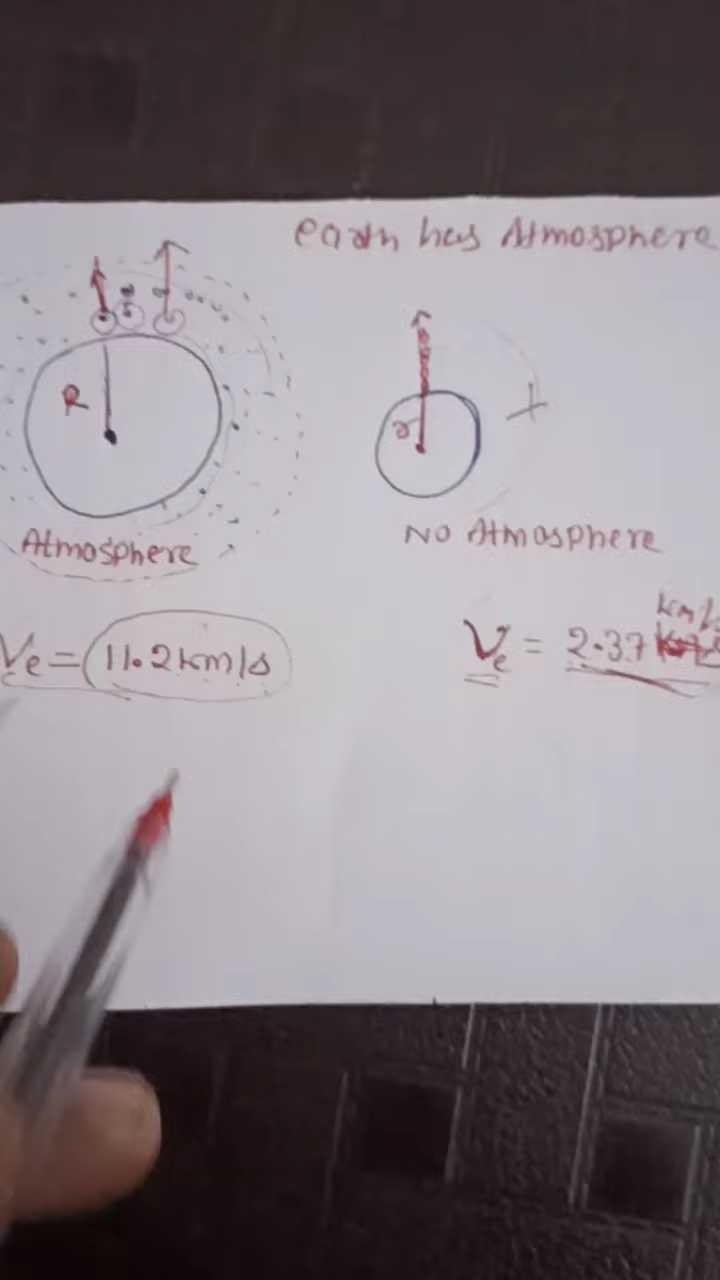 earth has Atmosphere
R
r
Atmosphere
NO Atmosphere
Ve = 11.2 km/s
km/s
Ve = 2.37